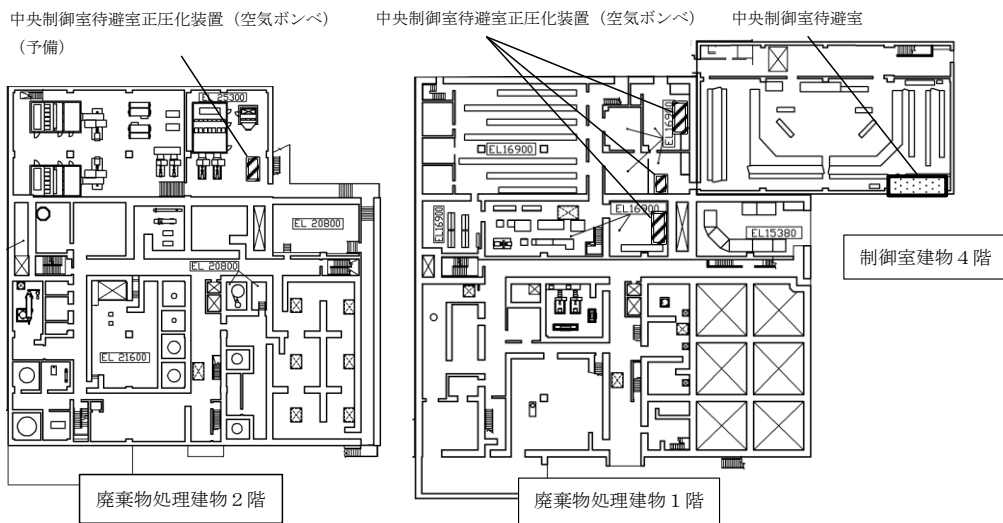 中央制御室待避室正圧化装置（空気ボンベ）
（予備）
中央制御室待避室正圧化装置（空気ボンベ）
中央制御室待避室
EL 25300
EL 20800
EL 20800
EL 21600
廃棄物処理建物２階
EL16900
EL16900
EL16900
EL16900
EL15380
制御室建物４階
廃棄物処理建物１階